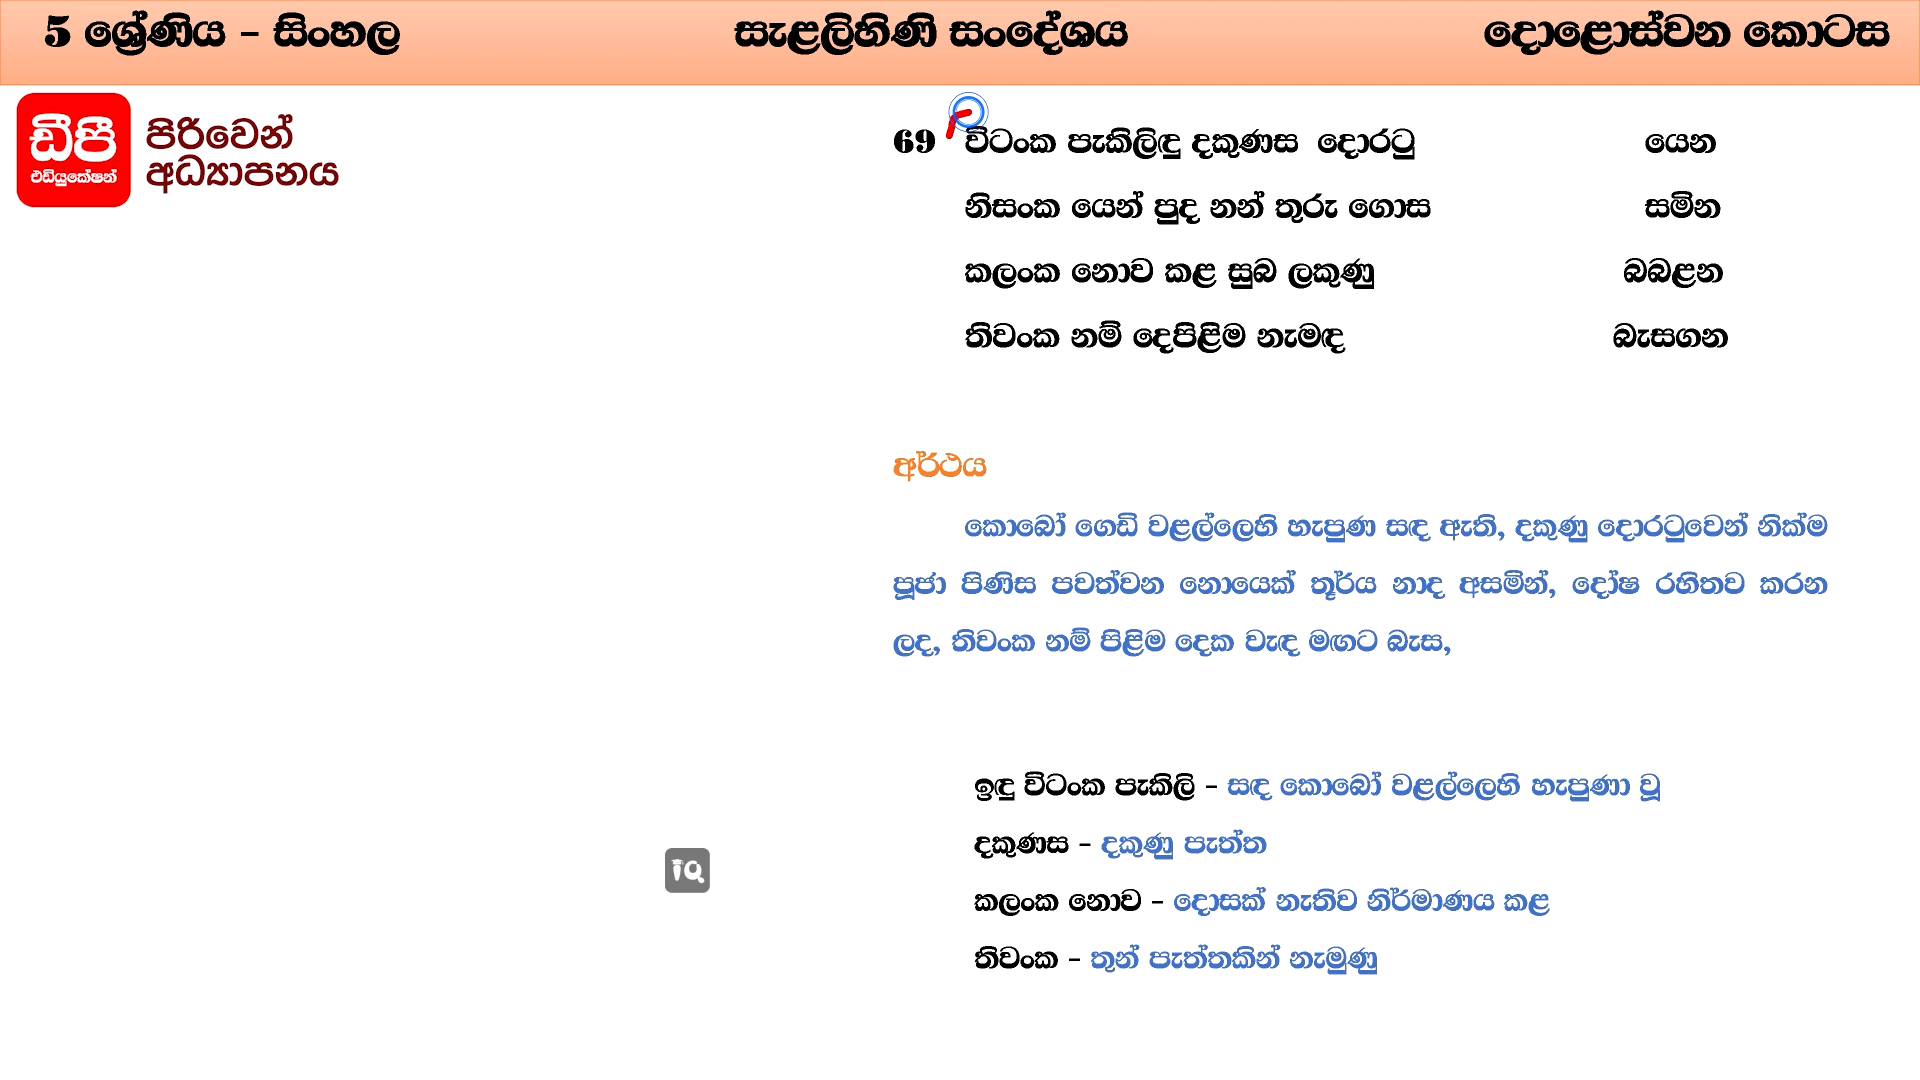 5 ශ්‍රේණිය - සිංහල සැළලිහිණි සංදේශය දොළොස්වන කොටස
ඩීපී
එඩියුකේෂන්
පිරිවෙන්
අධ්‍යාපනය
69 විටංක පැකිලිඳු දකුණස දොරටු යෙන
නිසංක යෙන් පුද නන් තුරු ගොස සමින
කලංක නොව කළ සුබ ලකුණු බබළන
තිවංක නම් දෙපිළිම නැමඳ බැසගන
අර්ථය
කොබෝ ගෙඩි වළල්ලෙහි හැපුණ සඳ ඇති, දකුණු දොරටුවෙන් නික්ම
පූජා පිණිස පවත්වන නොයෙක් තූර්ය නාද අසමින්, දෝෂ රහිතව කරන
ලද, තිවංක නම් පිළිම දෙක වැඳ මඟට බැස,
ඉඳු විටංක පැකිලි - සඳ කොබෝ වළල්ලෙහි හැපුණා වූ
දකුණස - දකුණු පැත්ත
කලංක නොව - දොසක් නැතිව නිර්මාණය කළ
තිවංක - තුන් පැත්තකින් නැමුණු
iQ